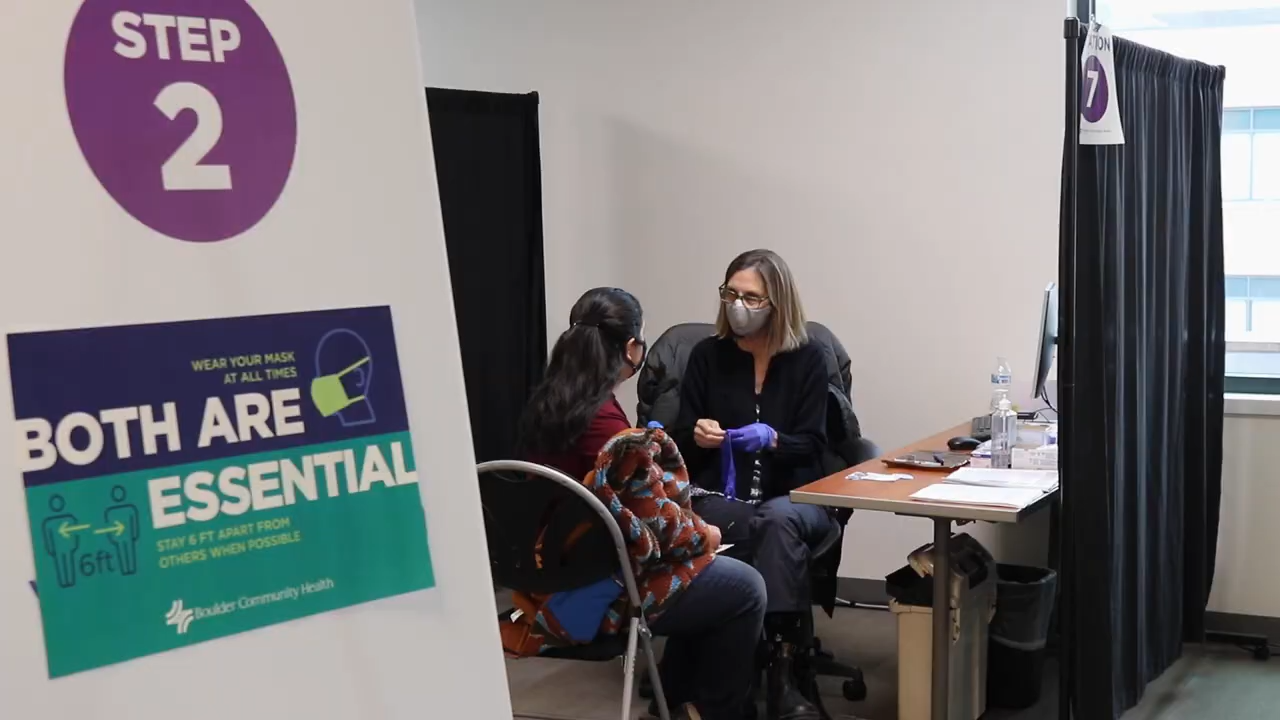 STEP
2
WEAR YOUR MASK
AT ALL TIMES
BOTH ARE
ESSENTIAL
6ft
STAY 6 FT APART FROM
OTHERS WHEN POSSIBLE
Boulder Community Health
7